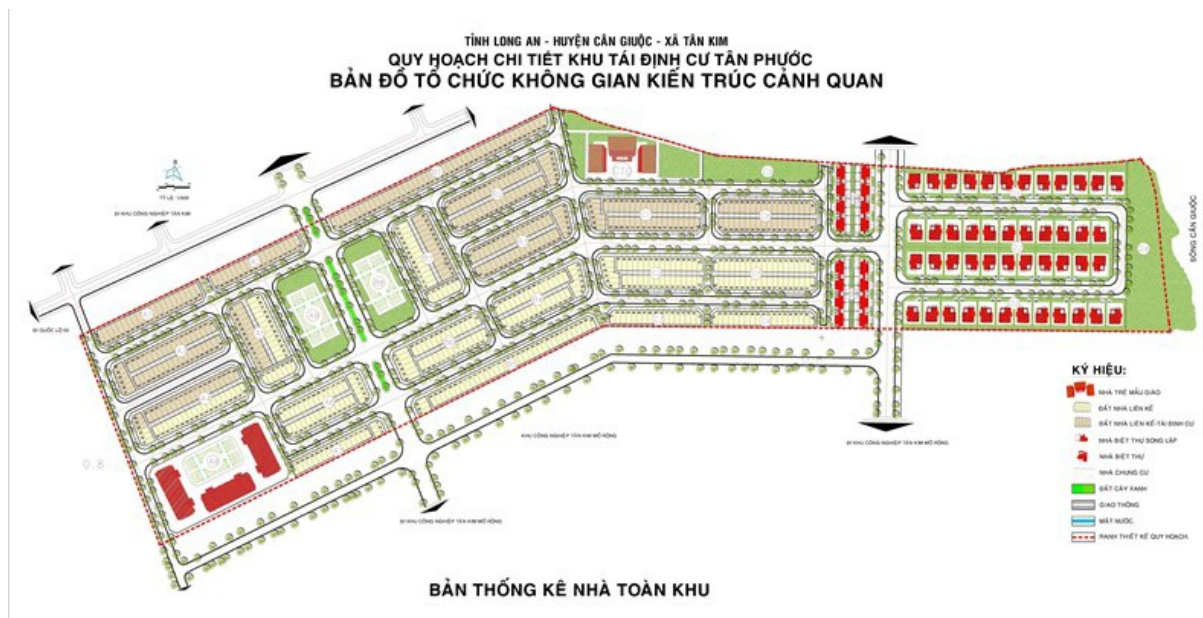 TỈNH LONG AN - HUYỆN CẦN GIUỘC - XÃ TÂN KIM
QUY HOẠCH CHI TIẾT KHU TÁI ĐỊNH CƯ TÂN PHƯỚC
BẢN ĐỒ TỔ CHỨC KHÔNG GIAN KIẾN TRÚC CẢNH QUAN
ĐI KHU CÔNG NGHIỆP TÂN KIM
C10
SÔNG CẦN GIUỘC
ĐI QUỐC LỘ 50
0.8
KHU CÔNG NGHIỆP TÂN KIM MỞ RỘNG
ĐI KHU CÔNG NGHIỆP TÂN KIM MỞ RỘNG
ĐI KHU CÔNG NGHIỆP TÂN KIM MỞ RỘNG
KÝ HIỆU:
NHÀ TRẺ MẪU GIÁO
ĐẤT NHÀ LIÊN KẾ
ĐẤT NHÀ LIÊN KẾ-TÁI ĐỊNH CƯ
NHÀ BIỆT THỰ SONG LẬP
NHÀ BIỆT THỰ
NHÀ CHUNG CƯ
ĐẤT CÂY XANH
GIAO THÔNG
MẶT NƯỚC
RANH THIẾT KẾ QUY HOẠCH
BẢN THỐNG KÊ NHÀ TOÀN KHU